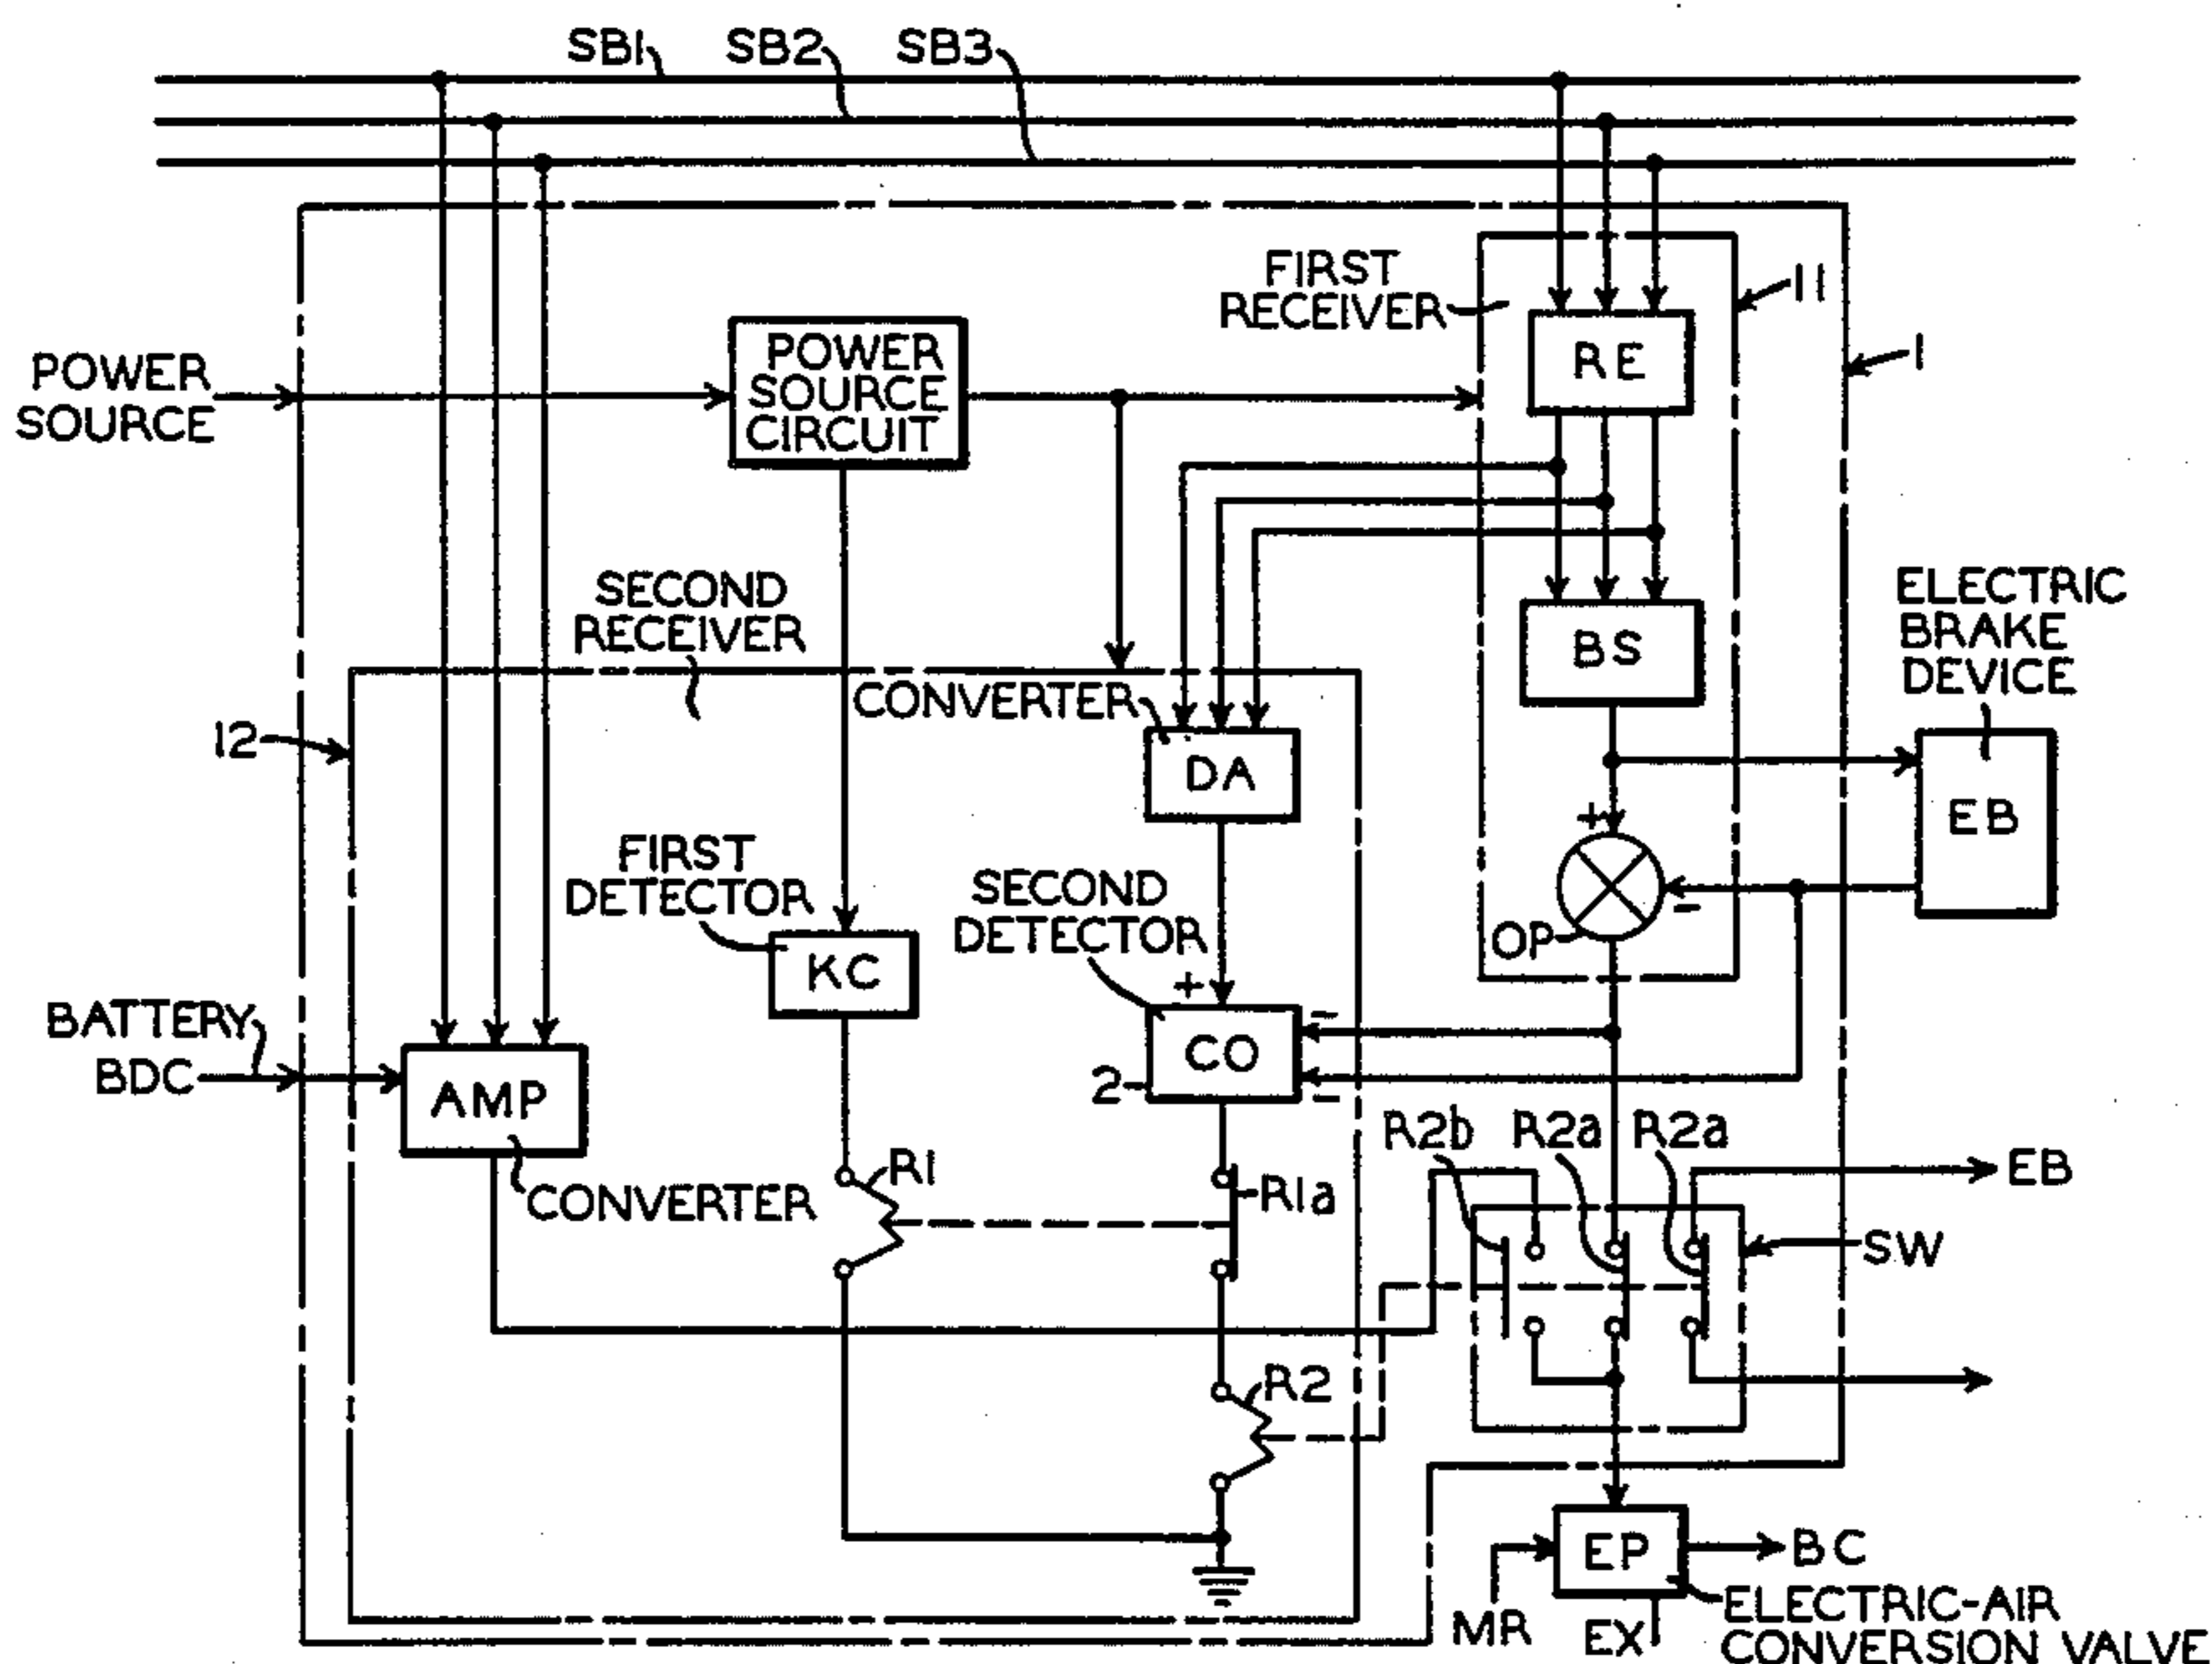 SB1 SB2 SB3
FIRST
RECEIVER
11
RE
1
POWER
SOURCE
POWER
SOURCE
CIRCUIT
SECOND
RECEIVER
BS
ELECTRIC
BRAKE
DEVICE
CONVERTER
12
DA
EB
+
FIRST
DETECTOR
SECOND
DETECTOR
-
OP
KC
+
BATTERY
BDC
AMP
CO
-
-
2
R2b R2a R2a
EB
R1
R1a
CONVERTER
SW
R2
EP
BC
MR
EX
ELECTRIC-AIR
CONVERSION VALVE